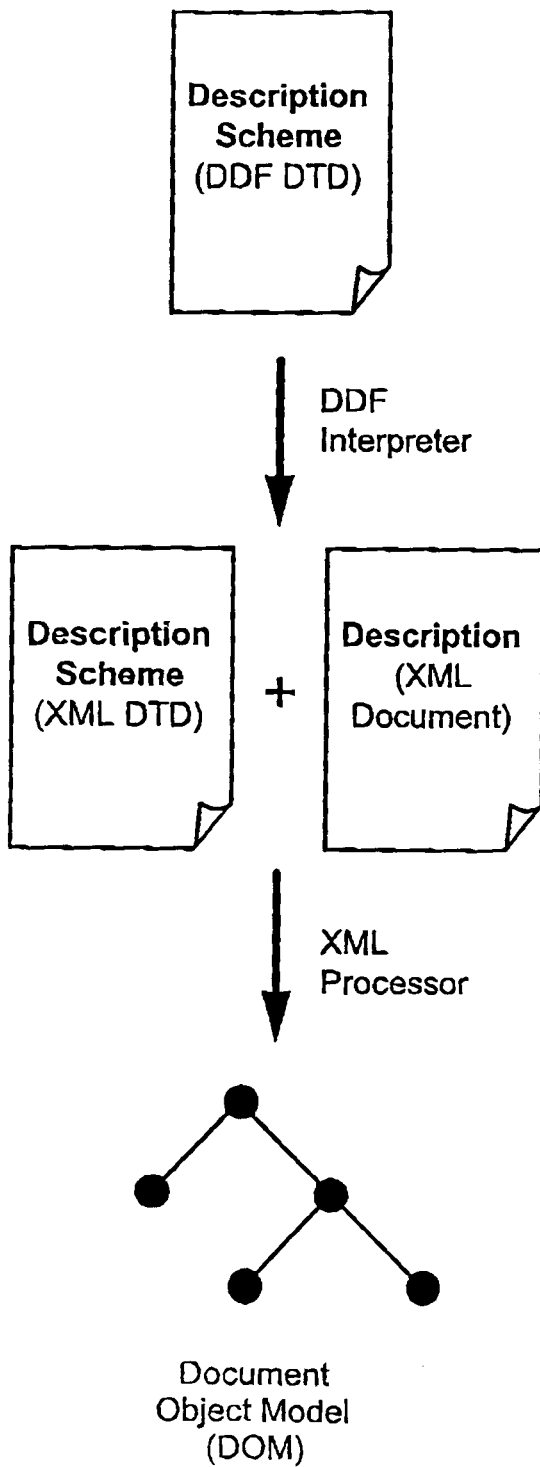 Description
Scheme
(DDF DTD)
DDF
Interpreter
Description
Scheme
(XML DTD)
+
Description
(XML
Document)
XML
Processor
Document
Object Model
(DOM)